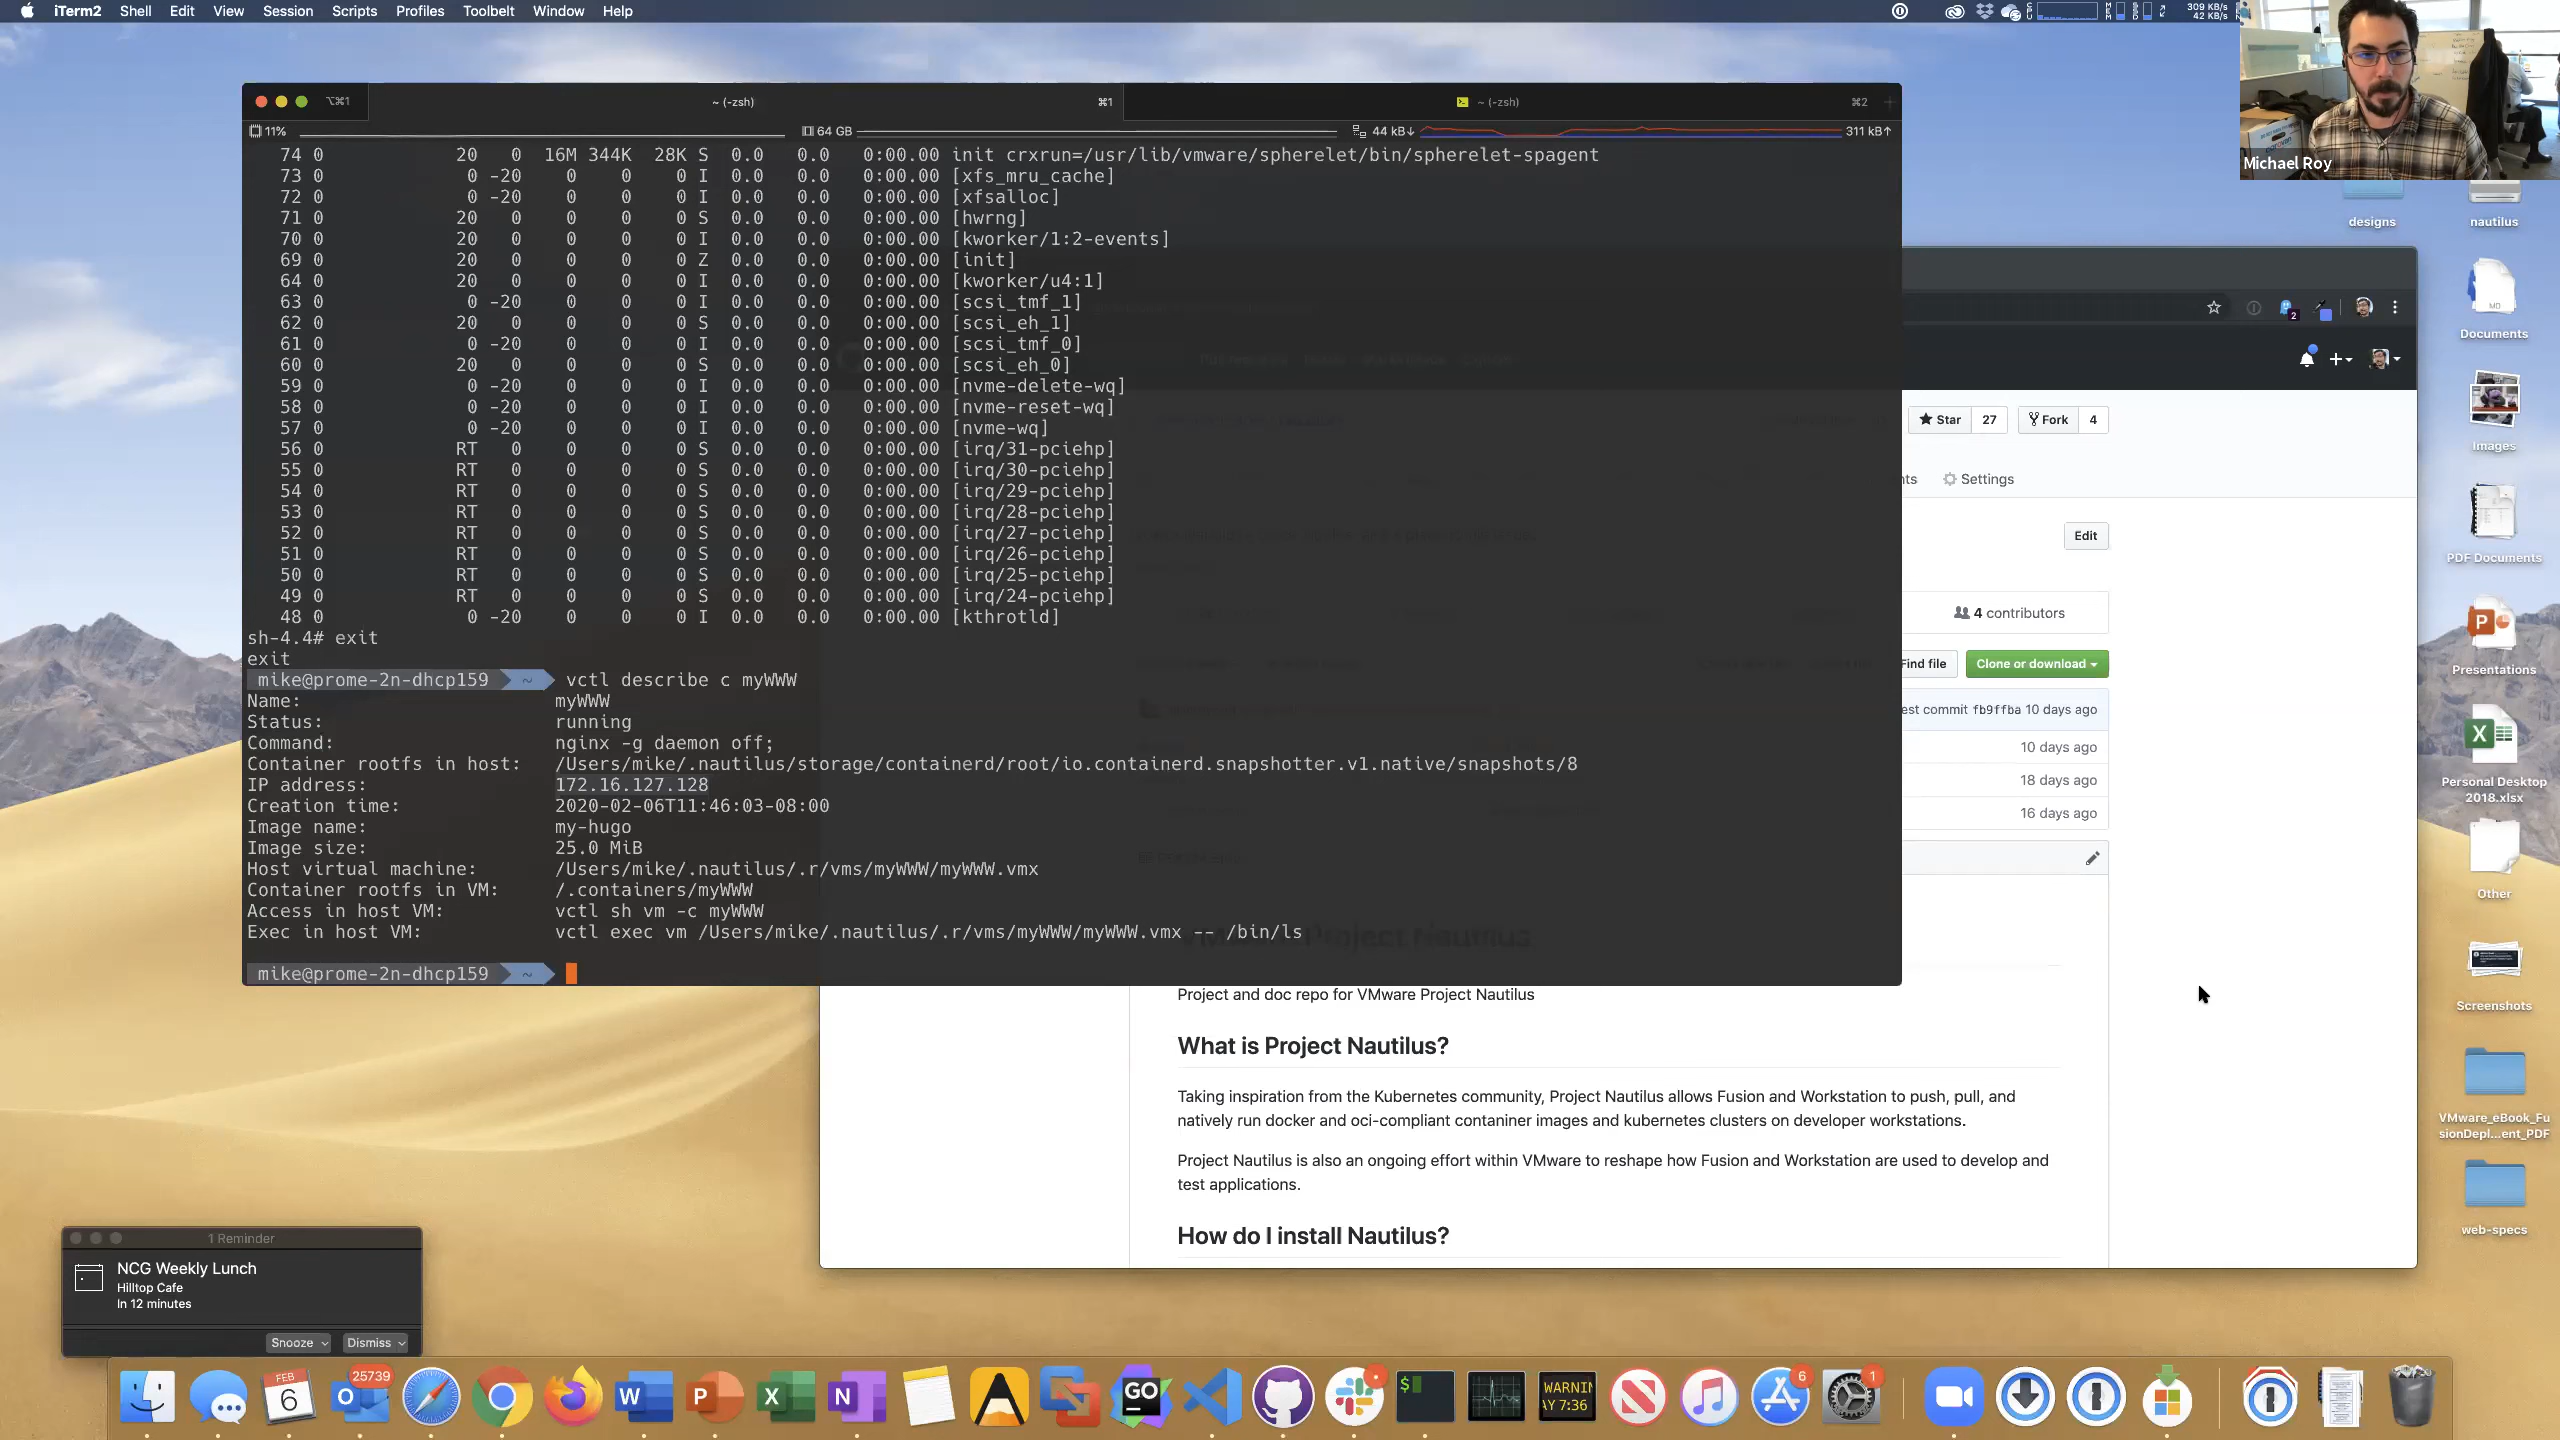 iTerm2 Shell Edit View Session Scripts Profiles Toolbelt Window Help
309 KB/s
42 KB/s
Michael Roy
⌥⌘1 ~ (-zsh) ⌘1 ~ (-zsh) ⌘2
11% 64 GB 44 kB↓ 311 kB↑
74 0 20 0 16M 344K 28K S 0.0 0.0 0:00.00 init crxrun=/usr/lib/vmware/spherelet/bin/spherelet-spagent
73 0 0 -20 0 0 0 I 0.0 0.0 0:00.00 [xfs_mru_cache]
72 0 0 -20 0 0 0 I 0.0 0.0 0:00.00 [xfsalloc]
71 0 20 0 0 0 0 S 0.0 0.0 0:00.00 [hwrng]
70 0 20 0 0 0 0 I 0.0 0.0 0:00.00 [kworker/1:2-events]
69 0 20 0 0 0 0 Z 0.0 0.0 0:00.00 [init]
64 0 20 0 0 0 0 I 0.0 0.0 0:00.00 [kworker/u4:1]
63 0 0 -20 0 0 0 I 0.0 0.0 0:00.00 [scsi_tmf_1]
62 0 20 0 0 0 0 S 0.0 0.0 0:00.00 [scsi_eh_1]
61 0 0 -20 0 0 0 I 0.0 0.0 0:00.00 [scsi_tmf_0]
60 0 20 0 0 0 0 S 0.0 0.0 0:00.00 [scsi_eh_0]
59 0 0 -20 0 0 0 I 0.0 0.0 0:00.00 [nvme-delete-wq]
58 0 0 -20 0 0 0 I 0.0 0.0 0:00.00 [nvme-reset-wq]
57 0 0 -20 0 0 0 I 0.0 0.0 0:00.00 [nvme-wq]
56 0 RT 0 0 0 0 S 0.0 0.0 0:00.00 [irq/31-pciehp]
55 0 RT 0 0 0 0 S 0.0 0.0 0:00.00 [irq/30-pciehp]
54 0 RT 0 0 0 0 S 0.0 0.0 0:00.00 [irq/29-pciehp]
53 0 RT 0 0 0 0 S 0.0 0.0 0:00.00 [irq/28-pciehp]
52 0 RT 0 0 0 0 S 0.0 0.0 0:00.00 [irq/27-pciehp]
51 0 RT 0 0 0 0 S 0.0 0.0 0:00.00 [irq/26-pciehp]
50 0 RT 0 0 0 0 S 0.0 0.0 0:00.00 [irq/25-pciehp]
49 0 RT 0 0 0 0 S 0.0 0.0 0:00.00 [irq/24-pciehp]
48 0 0 -20 0 0 0 I 0.0 0.0 0:00.00 [kthrotld]
sh-4.4# exit
exit
mike@prome-2n-dhcp159 ~ vctl describe c myWWW
Name: myWWW
Status: running
Command: nginx -g daemon off;
Container rootfs in host: /Users/mike/.nautilus/storage/containerd/root/io.containerd.snapshotter.v1.native/snapshots/8
IP address: 172.16.127.128
Creation time: 2020-02-06T11:46:03-08:00
Image name: my-hugo
Image size: 25.0 MiB
Host virtual machine: /Users/mike/.nautilus/.r/vms/myWWW/myWWW.vmx
Container rootfs in VM: /.containers/myWWW
Access in host VM: vctl sh vm -c myWWW
Exec in host VM: vctl exec vm /Users/mike/.nautilus/.r/vms/myWWW/myWWW.vmx -- /bin/ls
mike@prome-2n-dhcp159 ~
2
Star 27 Fork 4
nts Settings
Edit
4 contributors
Find file Clone or download
est commit fb9ffba 10 days ago
10 days ago
18 days ago
16 days ago
VMware Project Nautilus
Project and doc repo for VMware Project Nautilus
What is Project Nautilus?
Taking inspiration from the Kubernetes community, Project Nautilus allows Fusion and Workstation to push, pull, and
natively run docker and oci-compliant contaniner images and kubernetes clusters on developer workstations.
Project Nautilus is also an ongoing effort within VMware to reshape how Fusion and Workstation are used to develop and
test applications.
How do I install Nautilus?
designs
nautilus
Documents
Images
PDF Documents
Presentations
Personal Desktop
2018.xlsx
Other
Screenshots
VMware_eBook_Fu
sionDepl...ent_PDF
web-specs
1 Reminder
NCG Weekly Lunch
Hilltop Cafe
In 12 minutes
Snooze Dismiss
FEB
6
25739
GO
WARNIN
AY 7:36
6
1